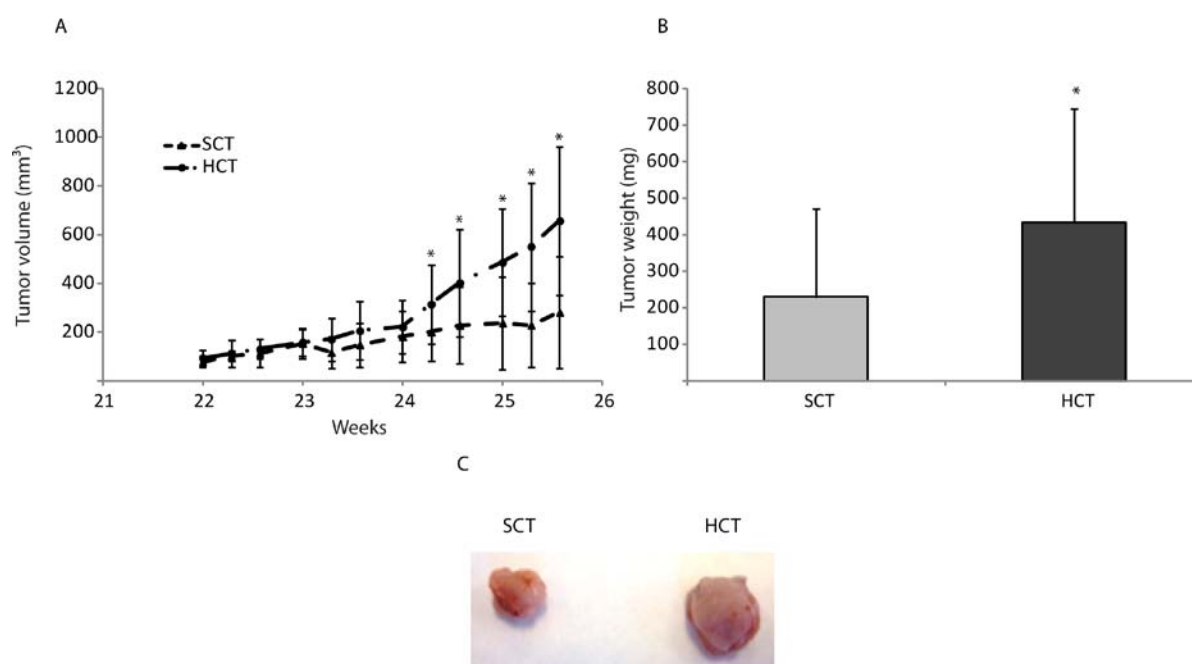 A
1200
1000
800
600
400
200
SCT
HCT
*
*
*
*
*
21
22
23
24
25
26
Weeks
Tumor volume (mm³)
B
800
700
600
500
400
300
200
100
*
SCT
HCT
Tumor weight (mg)
C
SCT
HCT